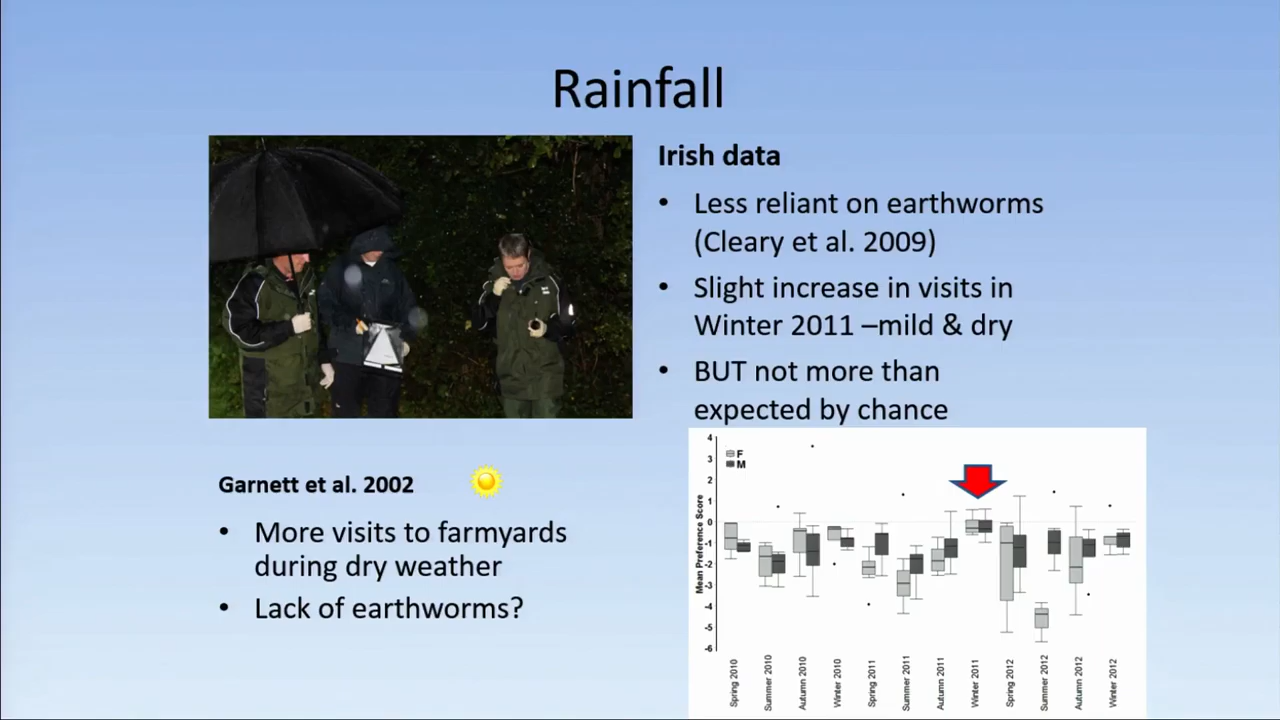 Rainfall
Irish data
• Less reliant on earthworms
(Cleary et al. 2009)
• Slight increase in visits in
Winter 2011 –mild & dry
• BUT not more than
expected by chance
Garnett et al. 2002
• More visits to farmyards
during dry weather
• Lack of earthworms?
F
M
Mean Preference Score
4
3
2
1
0
-1
-2
-3
-4
-5
-6
Spring 2010
Summer 2010
Autumn 2010
Winter 2010
Spring 2011
Summer 2011
Autumn 2011
Winter 2011
Spring 2012
Summer 2012
Autumn 2012
Winter 2012